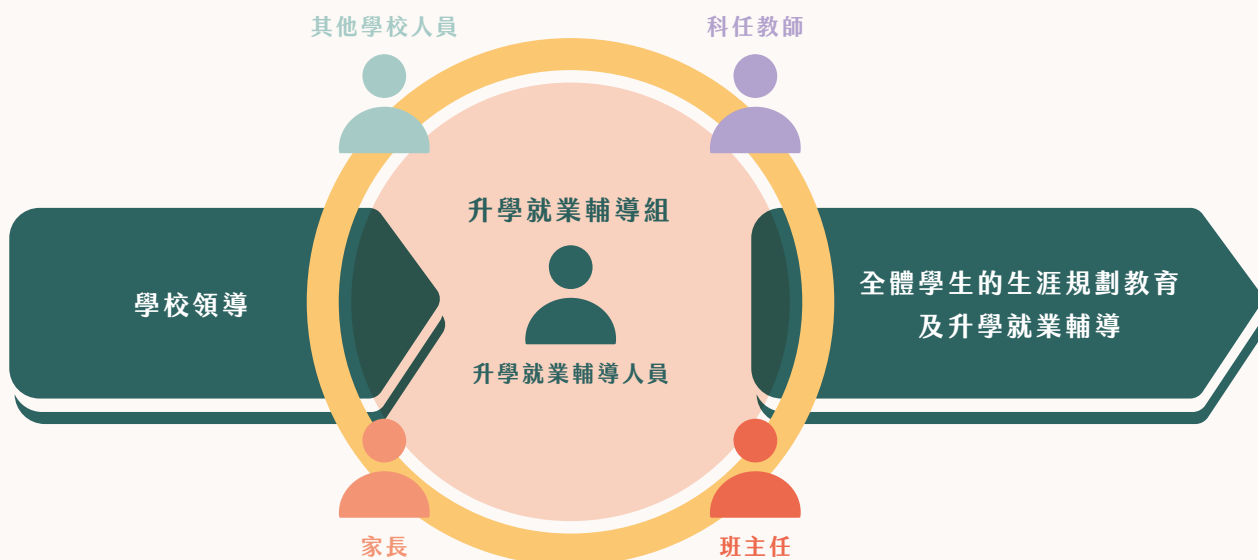 其他學校人員
科任教師
升學就業輔導組
學校領導
全體學生的生涯規劃教育
及升學就業輔導
升學就業輔導人員
家長
班主任